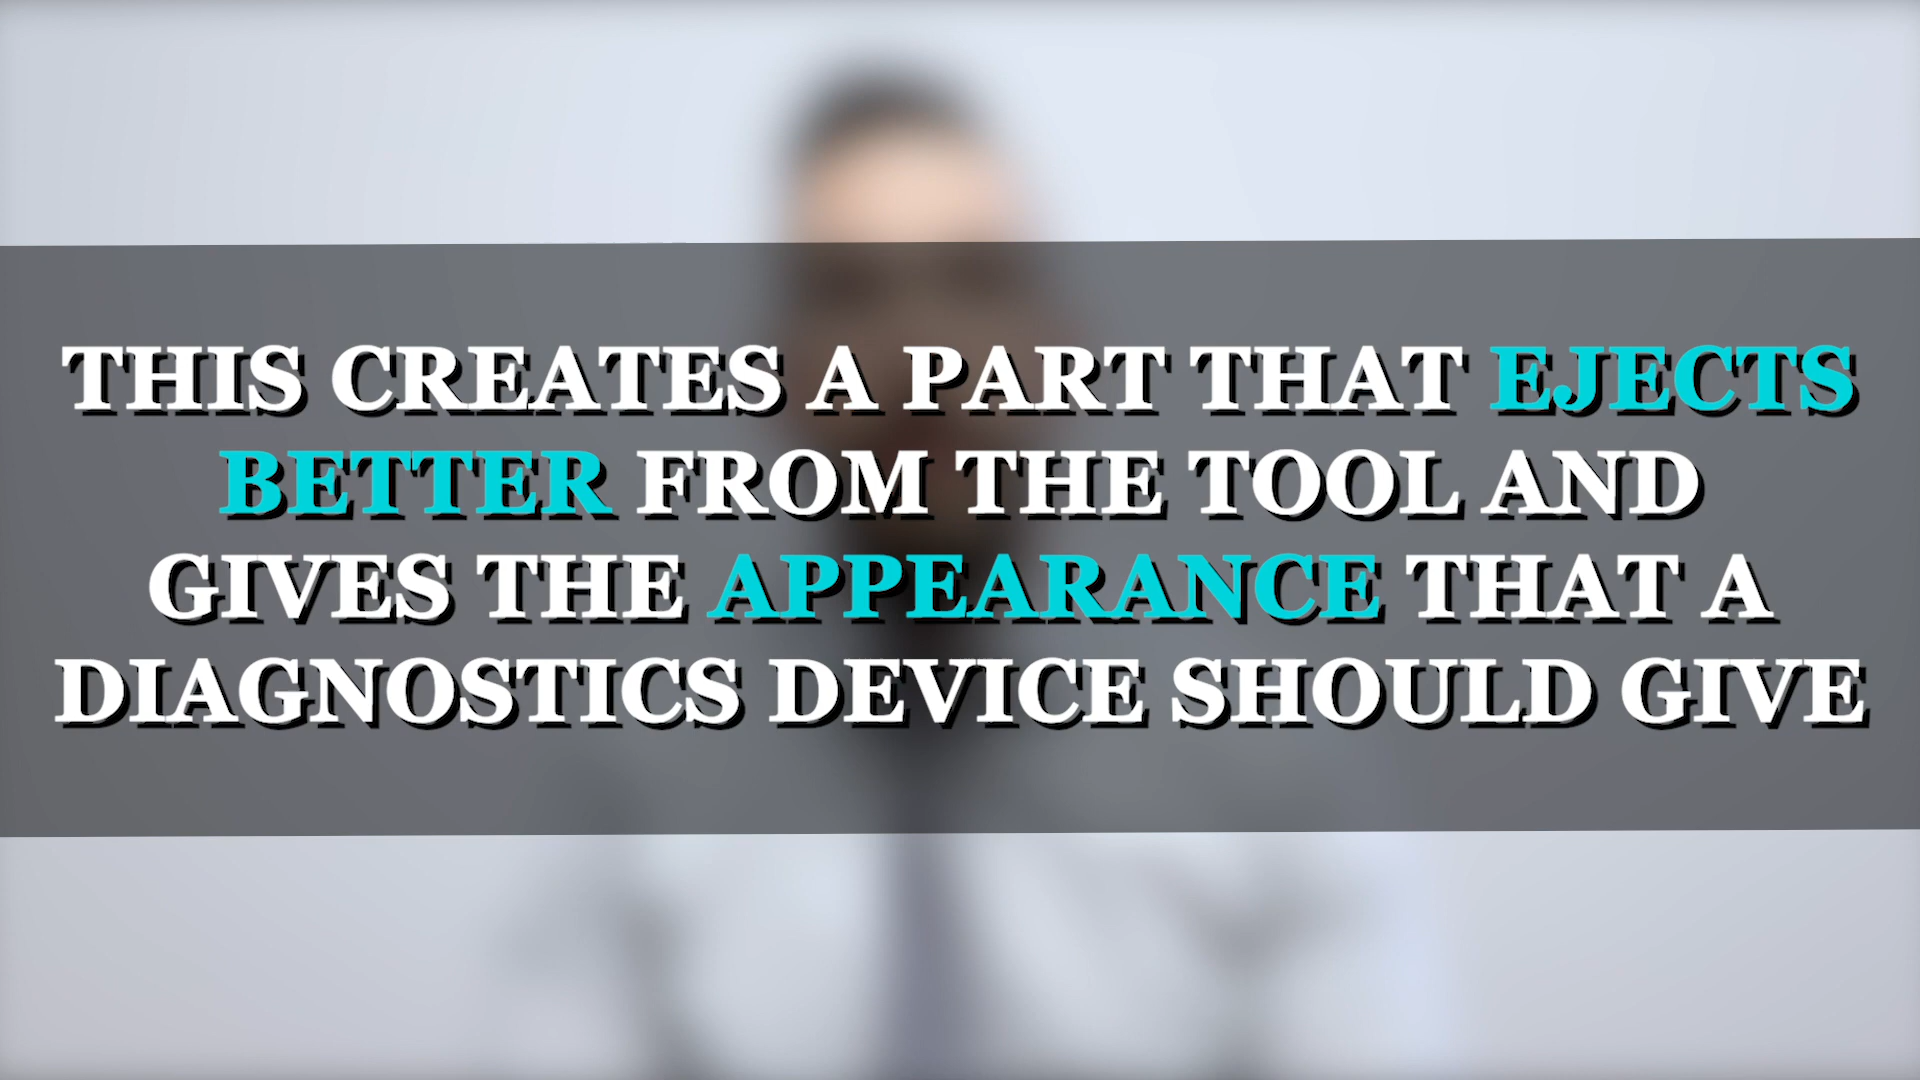 THIS CREATES A PART THAT EJECTS
BETTER FROM THE TOOL AND
GIVES THE APPEARANCE THAT A
DIAGNOSTICS DEVICE SHOULD GIVE